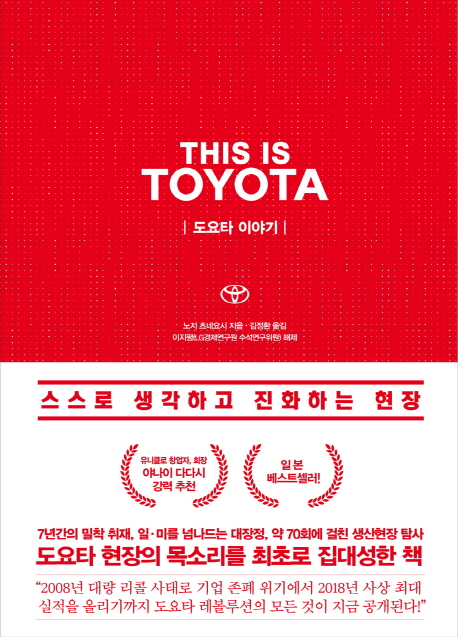 THIS IS
TOYOTA
| 도요타 이야기 |
노지 츠네요시 지음 · 김정환 옮김
이지평(LG경제연구원 수석연구위원) 해제
스스로 생각하고 진화하는 현장
유니클로 창업자, 회장
야나이 다다시
강력 추천
일본
베스트셀러!
7년간의 밀착 취재, 일·미를 넘나드는 대장정, 약 70회에 걸친 생산현장 탐사
도요타 현장의 목소리를 최초로 집대성한 책
“2008년 대량 리콜 사태로 기업 존폐 위기에서 2018년 사상 최대
실적을 올리기까지 도요타 레볼루션의 모든 것이 지금 공개된다!”